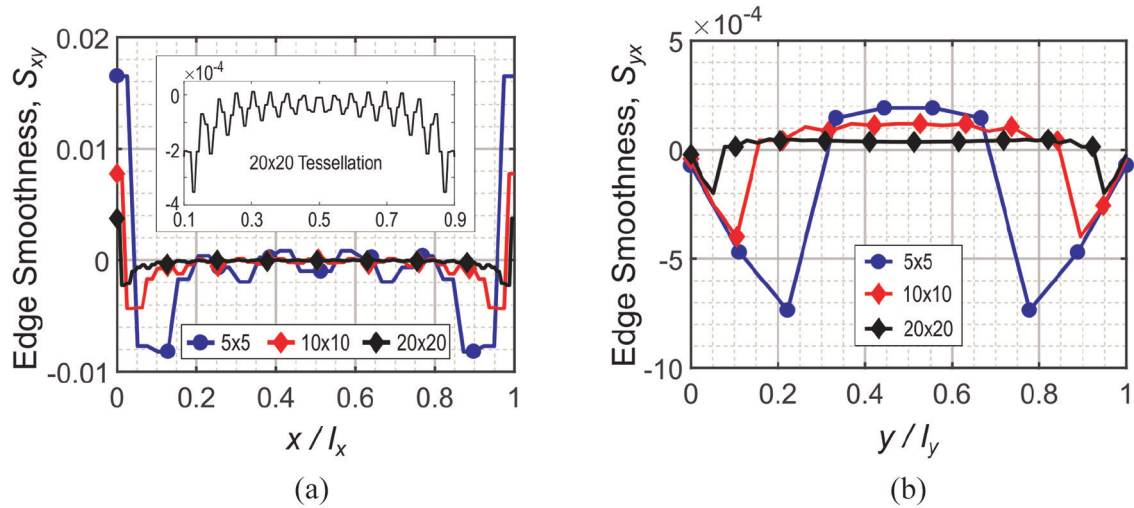 Edge Smoothness, Sxy
0.02
0.01
0
-0.01
×10-4
0
-2
-4
0.1
0.3
0.5
0.7
0.9
20x20 Tessellation
5x5
10x10
20x20
0
0.2
0.4
0.6
0.8
1
x / lx
(a)
Edge Smoothness, Syx
×10-4
5
0
-5
-10
5x5
10x10
20x20
0
0.2
0.4
0.6
0.8
1
y / ly
(b)